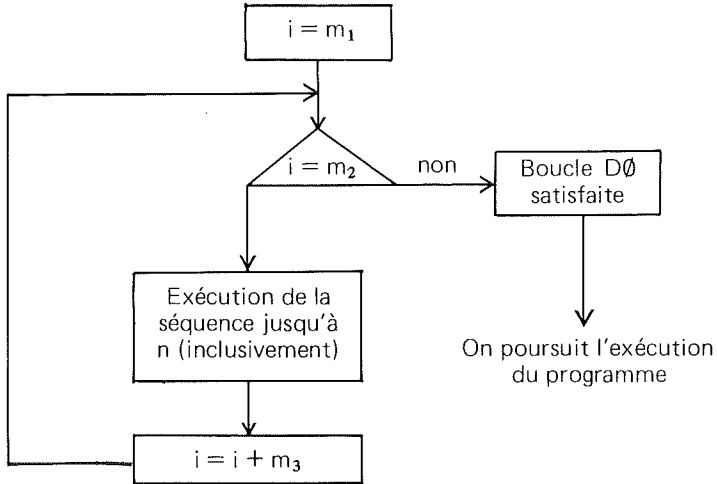 i = m₁
i = m₂
non
Boucle DØ
satisfaite
Exécution de la
séquence jusqu'à
n (inclusivement)
On poursuit l'exécution
du programme
i = i + m₃